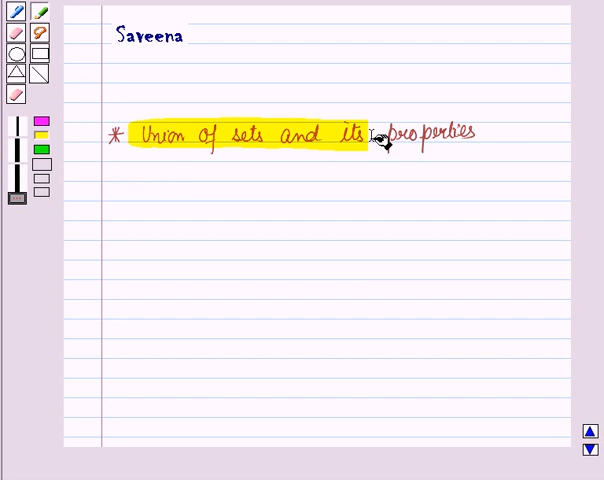 Saveena
* Union of sets and its properties